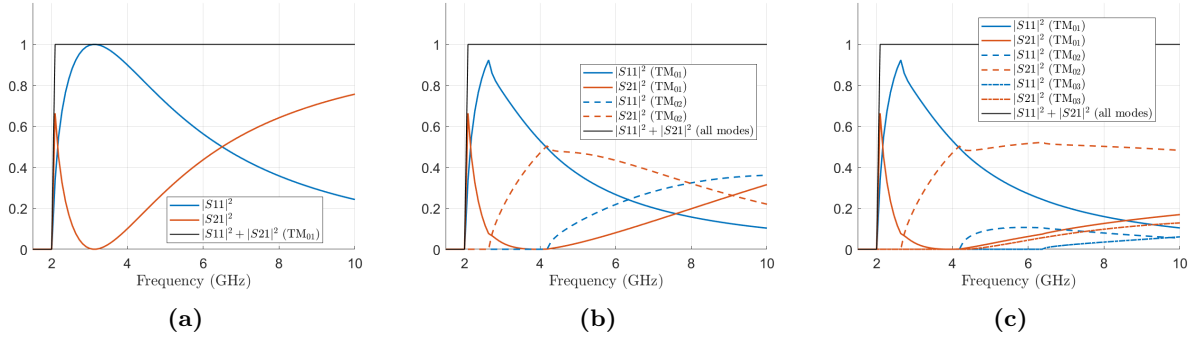 1
0.8
0.6
0.4
0.2
0
|S11|²
|S21|²
|S11|² + |S21|² (TM₀₁)
2 4 6 8 10
Frequency (GHz)
(a)
1
0.8
0.6
0.4
0.2
0
|S11|² (TM₀₁)
|S21|² (TM₀₁)
|S11|² (TM₀₂)
|S21|² (TM₀₂)
|S11|² + |S21|² (all modes)
2 4 6 8 10
Frequency (GHz)
(b)
1
0.8
0.6
0.4
0.2
0
|S11|² (TM₀₁)
|S21|² (TM₀₁)
|S11|² (TM₀₂)
|S21|² (TM₀₂)
|S11|² (TM₀₃)
|S21|² (TM₀₃)
|S11|² + |S21|² (all modes)
2 4 6 8 10
Frequency (GHz)
(c)